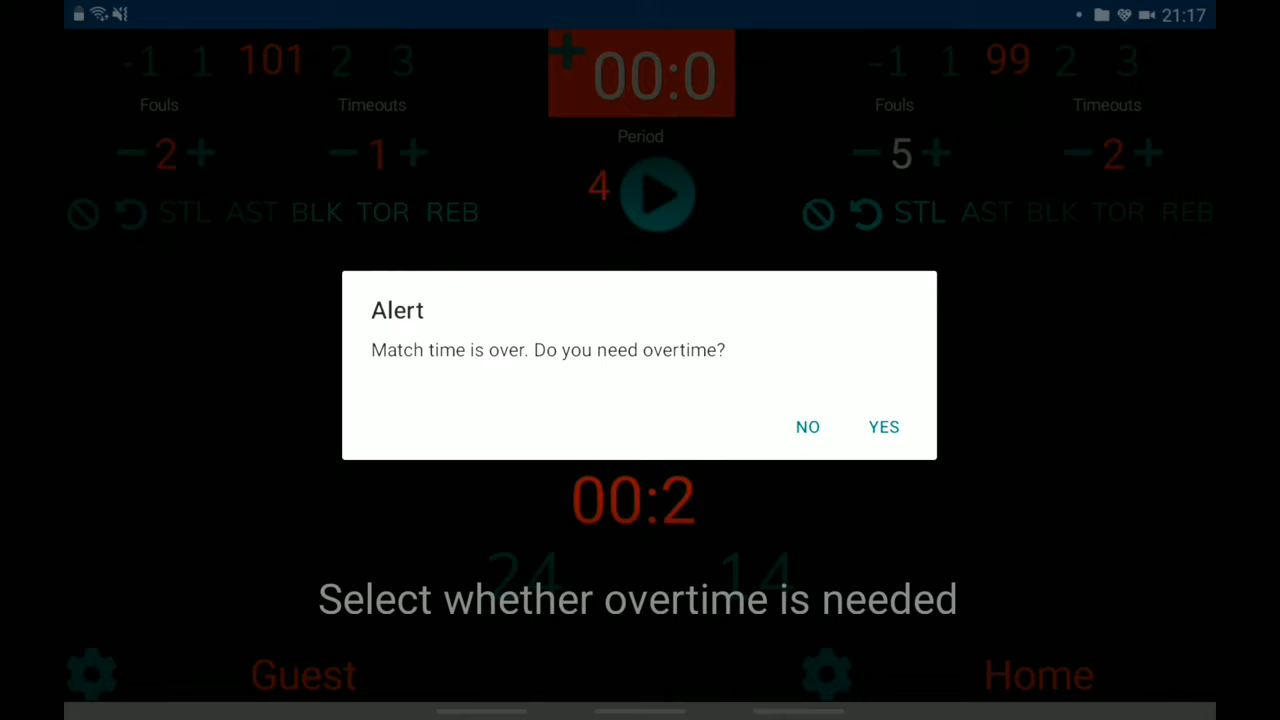 21:17
-1 1 101 2 3
00:0
-1 1 99 2 3
Fouls Timeouts
Fouls Timeouts
Period
− 2 + − 1 +
− 5 + − 2 +
4
STL AST BLK TOR REB
STL AST BLK TOR REB
Alert
Match time is over. Do you need overtime?
NO YES
00:2
24 14
Select whether overtime is needed
Guest
Home